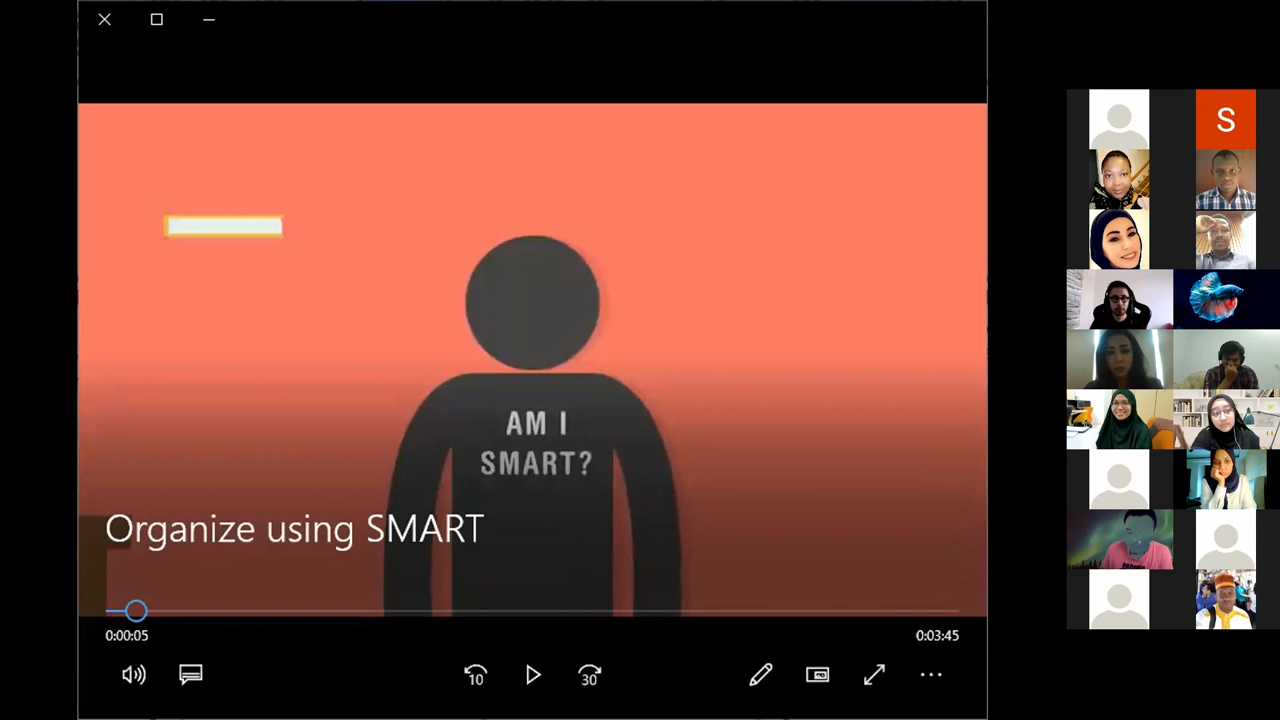 S
AM I
SMART?
Organize using SMART
0:00:05
0:03:45
10
30